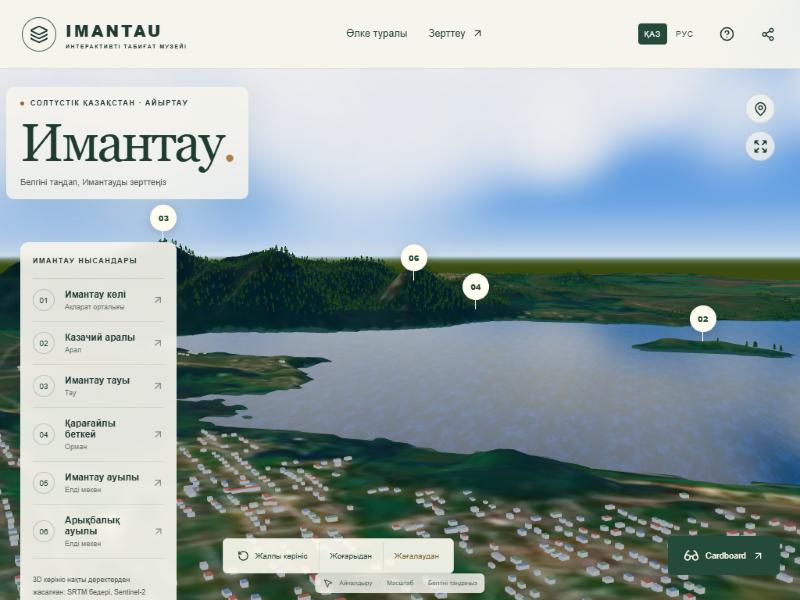 IMANTAU
ИНТЕРАКТИВТІ ТАБИҒАТ МУЗЕЙІ
Өлке туралы
Зерттеу
ҚАЗ
РУС
СОЛТҮСТІК ҚАЗАҚСТАН · АЙЫРТАУ
Имантау.
Белгіні таңдап, Имантауды зерттеңіз
03
06
04
02
ИМАНТАУ НЫСАНДАРЫ
01
Имантау көлі
Ақпарат орталығы
02
Казачий аралы
Арал
03
Имантау тауы
Тау
04
Қарағайлы
беткей
Орман
05
Имантау ауылы
Елді мекен
06
Арықбалық
ауылы
Елді мекен
3D көрініс нақты деректерден
жасалған: SRTM бедері, Sentinel-2
Жалпы көрініс
Жоғарыдан
Жағалаудан
Айналдыру · Масштаб · Белгіні таңдаңыз
Cardboard